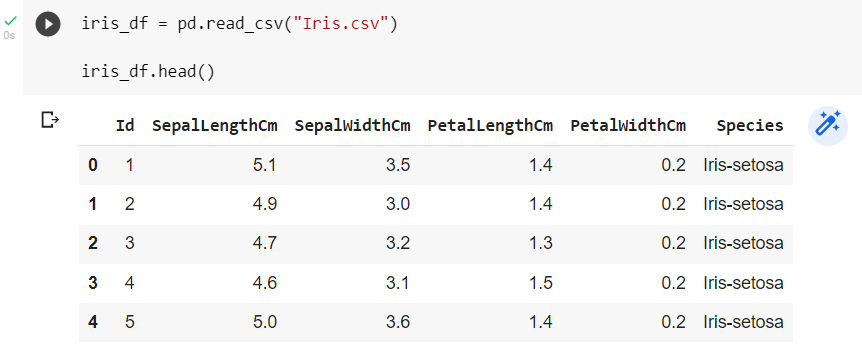 iris_df = pd.read_csv("Iris.csv")
0s
iris_df.head()
Id SepalLengthCm SepalWidthCm PetalLengthCm PetalWidthCm Species
0 1 5.1 3.5 1.4 0.2 Iris-setosa
1 2 4.9 3.0 1.4 0.2 Iris-setosa
2 3 4.7 3.2 1.3 0.2 Iris-setosa
3 4 4.6 3.1 1.5 0.2 Iris-setosa
4 5 5.0 3.6 1.4 0.2 Iris-setosa